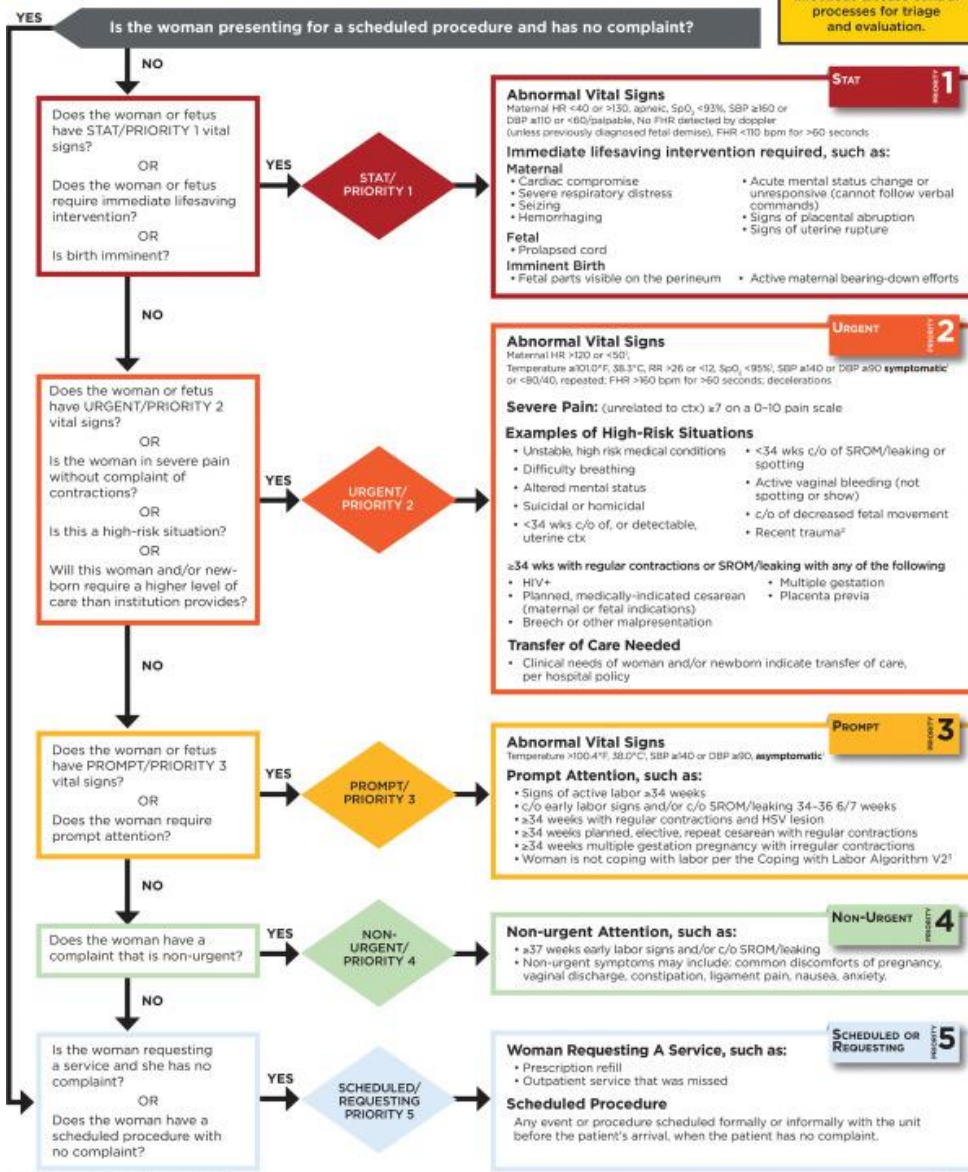 processes for triage
and evaluation.
YES
Is the woman presenting for a scheduled procedure and has no complaint?
NO
Does the woman or fetus
have STAT/PRIORITY 1 vital
signs?
OR
Does the woman or fetus
require immediate lifesaving
intervention?
OR
Is birth imminent?
YES
STAT/
PRIORITY 1
STAT
PRIORITY 1
Abnormal Vital Signs
Maternal HR <40 or >130, apneic, SpO₂ <93%, SBP ≥160 or
DBP ≥110 or <60/palpable, No FHR detected by doppler
(unless previously diagnosed fetal demise), FHR <110 bpm for >60 seconds
Immediate lifesaving intervention required, such as:
Maternal
• Cardiac compromise
• Severe respiratory distress
• Seizing
• Hemorrhaging
• Acute mental status change or
unresponsive (cannot follow verbal
commands)
• Signs of placental abruption
• Signs of uterine rupture
Fetal
• Prolapsed cord
Imminent Birth
• Fetal parts visible on the perineum
• Active maternal bearing-down efforts
NO
Does the woman or fetus
have URGENT/PRIORITY 2
vital signs?
OR
Is the woman in severe pain
without complaint of
contractions?
OR
Is this a high-risk situation?
OR
Will this woman and/or new-
born require a higher level of
care than institution provides?
YES
URGENT/
PRIORITY 2
URGENT
PRIORITY 2
Abnormal Vital Signs
Maternal HR >120 or <50¹,
Temperature ≥101.0°F, 38.3°C, RR >26 or <12, SpO₂ <95%¹, SBP ≥140 or DBP ≥90 symptomatic¹
or <80/40, repeated; FHR >160 bpm for >60 seconds; decelerations
Severe Pain: (unrelated to ctx) ≥7 on a 0–10 pain scale
Examples of High-Risk Situations
• Unstable, high risk medical conditions
• Difficulty breathing
• Altered mental status
• Suicidal or homicidal
• <34 wks c/o of, or detectable,
uterine ctx
• <34 wks c/o of SROM/leaking or
spotting
• Active vaginal bleeding (not
spotting or show)
• c/o of decreased fetal movement
• Recent trauma²
≥34 wks with regular contractions or SROM/leaking with any of the following
• HIV+
• Planned, medically-indicated cesarean
(maternal or fetal indications)
• Breech or other malpresentation
• Multiple gestation
• Placenta previa
Transfer of Care Needed
• Clinical needs of woman and/or newborn indicate transfer of care,
per hospital policy
NO
Does the woman or fetus
have PROMPT/PRIORITY 3
vital signs?
OR
Does the woman require
prompt attention?
YES
PROMPT/
PRIORITY 3
PROMPT
PRIORITY 3
Abnormal Vital Signs
Temperature >100.4°F, 38.0°C¹, SBP ≥140 or DBP ≥90, asymptomatic¹
Prompt Attention, such as:
• Signs of active labor ≥34 weeks
• c/o early labor signs and/or c/o SROM/leaking 34–36 6/7 weeks
• ≥34 weeks with regular contractions and HSV lesion
• ≥34 weeks planned, elective, repeat cesarean with regular contractions
• ≥34 weeks multiple gestation pregnancy with irregular contractions
• Woman is not coping with labor per the Coping with Labor Algorithm V2³
NO
Does the woman have a
complaint that is non-urgent?
YES
NON-
URGENT/
PRIORITY 4
NON-URGENT
PRIORITY 4
Non-urgent Attention, such as:
• ≥37 weeks early labor signs and/or c/o SROM/leaking
• Non-urgent symptoms may include: common discomforts of pregnancy,
vaginal discharge, constipation, ligament pain, nausea, anxiety.
NO
Is the woman requesting
a service and she has no
complaint?
OR
Does the woman have a
scheduled procedure with
no complaint?
YES
SCHEDULED/
REQUESTING
PRIORITY 5
SCHEDULED OR
REQUESTING
PRIORITY 5
Woman Requesting A Service, such as:
• Prescription refill
• Outpatient service that was missed
Scheduled Procedure
Any event or procedure scheduled formally or informally with the unit
before the patient's arrival, when the patient has no complaint.